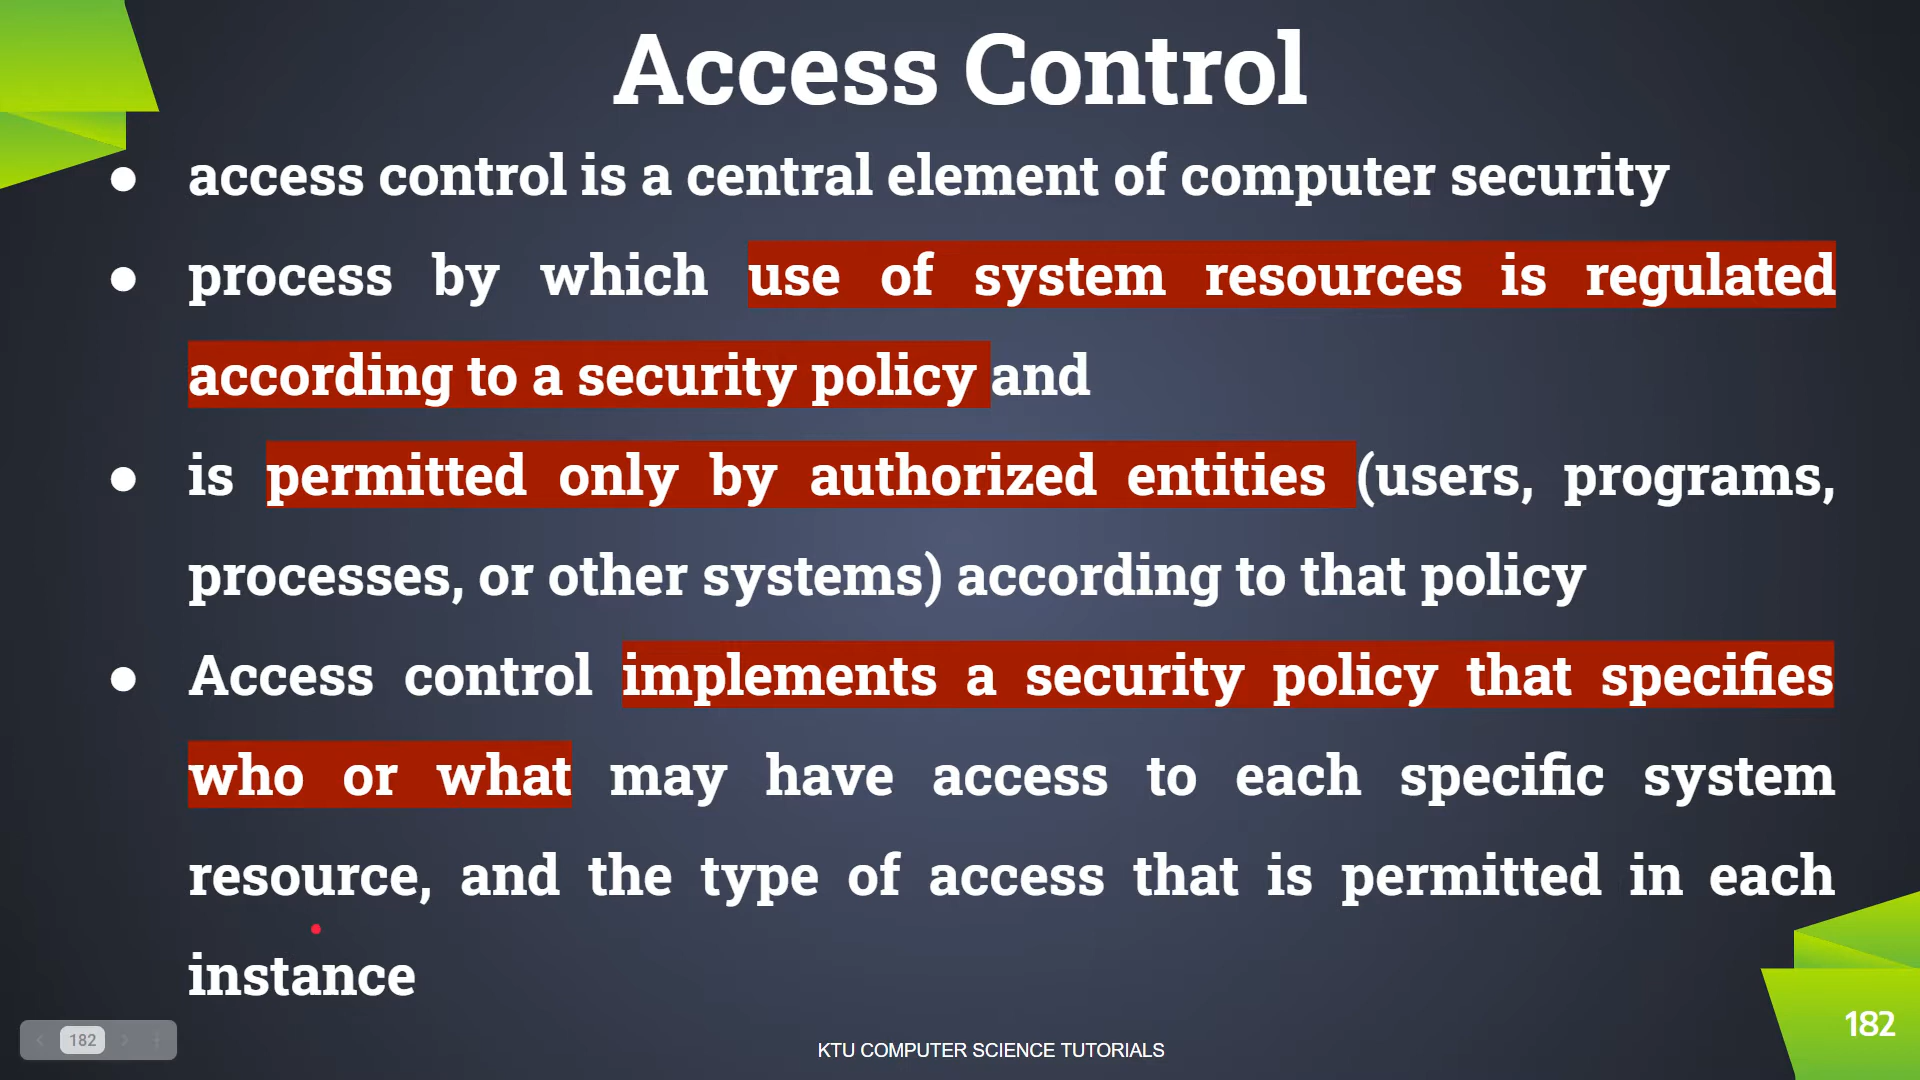 Access Control
● access control is a central element of computer security
● process by which use of system resources is regulated
according to a security policy and
● is permitted only by authorized entities (users, programs,
processes, or other systems) according to that policy
● Access control implements a security policy that specifies
who or what may have access to each specific system
resource, and the type of access that is permitted in each
instance
182
182
KTU COMPUTER SCIENCE TUTORIALS